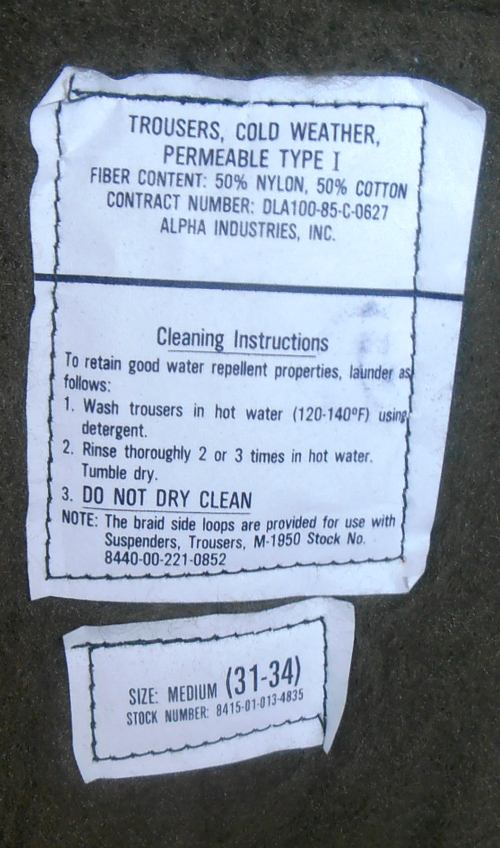 TROUSERS, COLD WEATHER,
PERMEABLE TYPE I
FIBER CONTENT: 50% NYLON, 50% COTTON
CONTRACT NUMBER: DLA100-85-C-0627
ALPHA INDUSTRIES, INC.
Cleaning Instructions
To retain good water repellent properties, launder as
follows:
1. Wash trousers in hot water (120-140°F) using
detergent.
2. Rinse thoroughly 2 or 3 times in hot water.
Tumble dry.
3. DO NOT DRY CLEAN
NOTE: The braid side loops are provided for use with
Suspenders, Trousers, M-1950 Stock No.
8440-00-221-0852
SIZE: MEDIUM (31-34)
STOCK NUMBER: 8415-01-013-4835